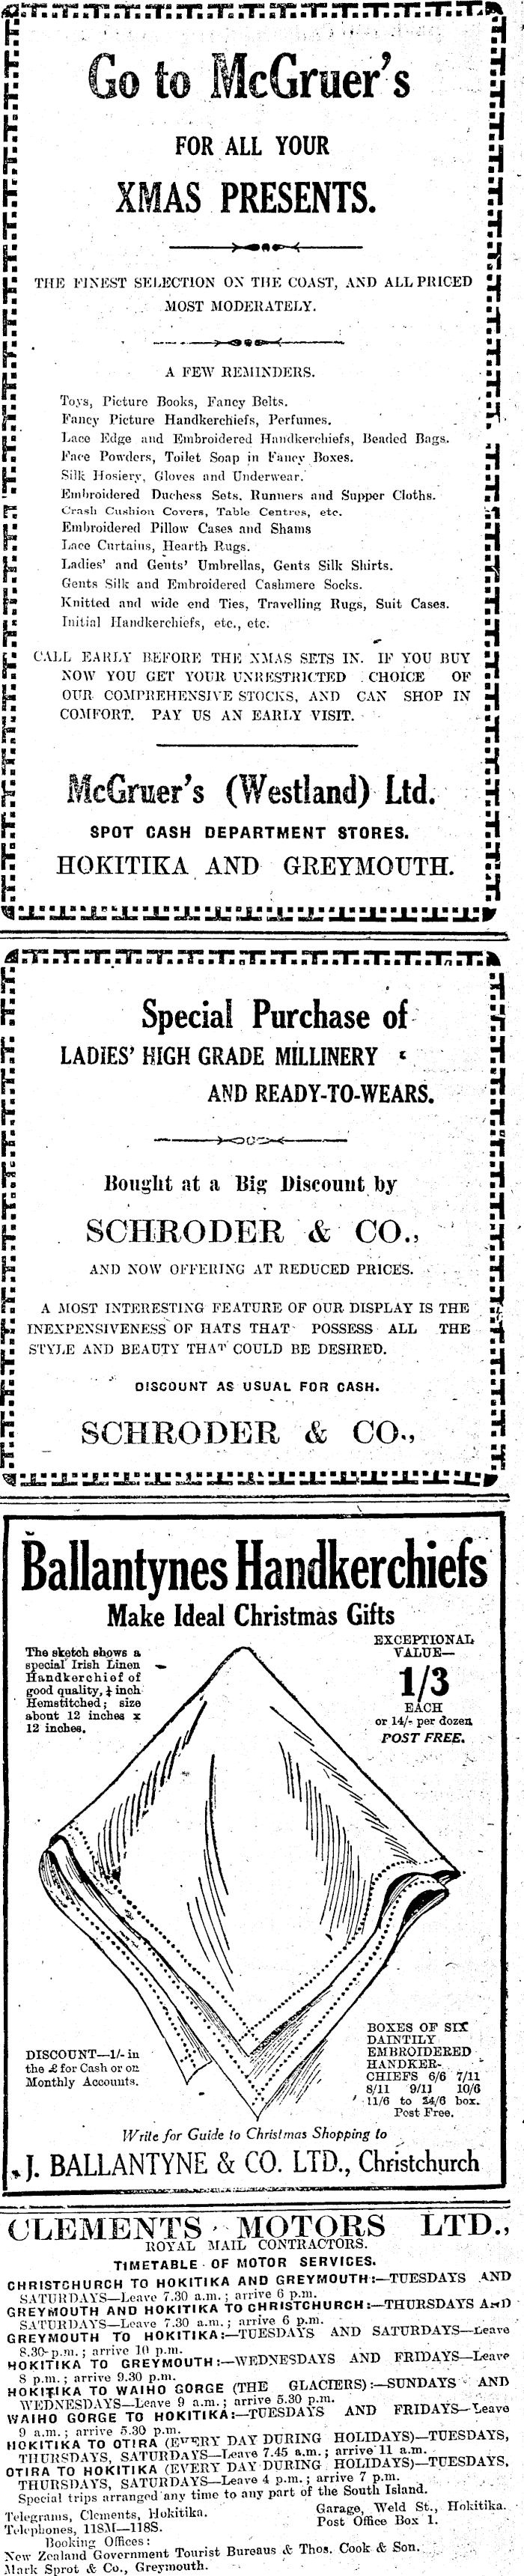 Go to McGruer's
FOR ALL YOUR
XMAS PRESENTS.
THE FINEST SELECTION ON THE COAST, AND ALL PRICED
MOST MODERATELY.
A FEW REMINDERS.
Toys, Picture Books, Fancy Belts.
Fancy Picture Handkerchiefs, Perfumes.
Lace Edge and Embroidered Handkerchiefs, Beaded Bags.
Face Powders, Toilet Soap in Fancy Boxes.
Silk Hosiery, Gloves and Underwear.
Embroidered Duchess Sets, Runners and Supper Cloths.
Crash Cushion Covers, Table Centres, etc.
Embroidered Pillow Cases and Shams
Lace Curtains, Hearth Rugs.
Ladies' and Gents' Umbrellas, Gents Silk Shirts.
Gents Silk and Embroidered Cashmere Socks.
Knitted and wide end Ties, Travelling Rugs, Suit Cases.
Initial Handkerchiefs, etc., etc.
CALL EARLY BEFORE THE XMAS SETS IN. IF YOU BUY
NOW YOU GET YOUR UNRESTRICTED CHOICE OF
OUR COMPREHENSIVE STOCKS, AND CAN SHOP IN
COMFORT. PAY US AN EARLY VISIT.
McGruer's (Westland) Ltd.
SPOT CASH DEPARTMENT STORES.
HOKITIKA AND GREYMOUTH.
Special Purchase of
LADIES' HIGH GRADE MILLINERY
AND READY-TO-WEARS.
Bought at a Big Discount by
SCHRODER & CO.,
AND NOW OFFERING AT REDUCED PRICES.
A MOST INTERESTING FEATURE OF OUR DISPLAY IS THE
INEXPENSIVENESS OF HATS THAT POSSESS ALL THE
STYLE AND BEAUTY THAT COULD BE DESIRED.
DISCOUNT AS USUAL FOR CASH.
SCHRODER & CO.,
Ballantynes Handkerchiefs
Make Ideal Christmas Gifts
The sketch shows a
special Irish Linen
Handkerchief of
good quality, ¼ inch
Hemstitched; size
about 12 inches x
12 inches.
EXCEPTIONAL
VALUE—
1/3
EACH
or 14/- per dozen
POST FREE.
DISCOUNT—1/- in
the £ for Cash or on
Monthly Accounts.
BOXES OF SIX
DAINTILY
EMBROIDERED
HANDKER-
CHIEFS 6/6 7/11
8/11 9/11 10/6
11/6 to 24/6 box.
Post Free.
Write for Guide to Christmas Shopping to
J. BALLANTYNE & CO. LTD., Christchurch
CLEMENTS MOTORS LTD.,
ROYAL MAIL CONTRACTORS.
TIMETABLE OF MOTOR SERVICES.
CHRISTCHURCH TO HOKITIKA AND GREYMOUTH:—TUESDAYS AND
SATURDAYS—Leave 7.30 a.m.; arrive 6 p.m.
GREYMOUTH AND HOKITIKA TO CHRISTCHURCH:—THURSDAYS AND
SATURDAYS—Leave 7.30 a.m.; arrive 6 p.m.
GREYMOUTH TO HOKITIKA:—TUESDAYS AND SATURDAYS—Leave
8.30 p.m.; arrive 10 p.m.
HOKITIKA TO GREYMOUTH:—WEDNESDAYS AND FRIDAYS—Leave
8 p.m.; arrive 9.30 p.m.
HOKITIKA TO WAIHO GORGE (THE GLACIERS):—SUNDAYS AND
WEDNESDAYS—Leave 9 a.m.; arrive 5.30 p.m.
WAIHO GORGE TO HOKITIKA:—TUESDAYS AND FRIDAYS—Leave
9 a.m.; arrive 5.30 p.m.
HOKITIKA TO OTIRA (EVERY DAY DURING HOLIDAYS)—TUESDAYS,
THURSDAYS, SATURDAYS—Leave 7.45 a.m.; arrive 11 a.m.
OTIRA TO HOKITIKA (EVERY DAY DURING HOLIDAYS)—TUESDAYS,
THURSDAYS, SATURDAYS—Leave 4 p.m.; arrive 7 p.m.
Special trips arranged any time to any part of the South Island.
Telegrams, Clements, Hokitika. Garage, Weld St., Hokitika.
Telephones, 118M—118S. Post Office Box 1.
Booking Offices:
New Zealand Government Tourist Bureaus & Thos. Cook & Son.
Mark Sprot & Co., Greymouth.